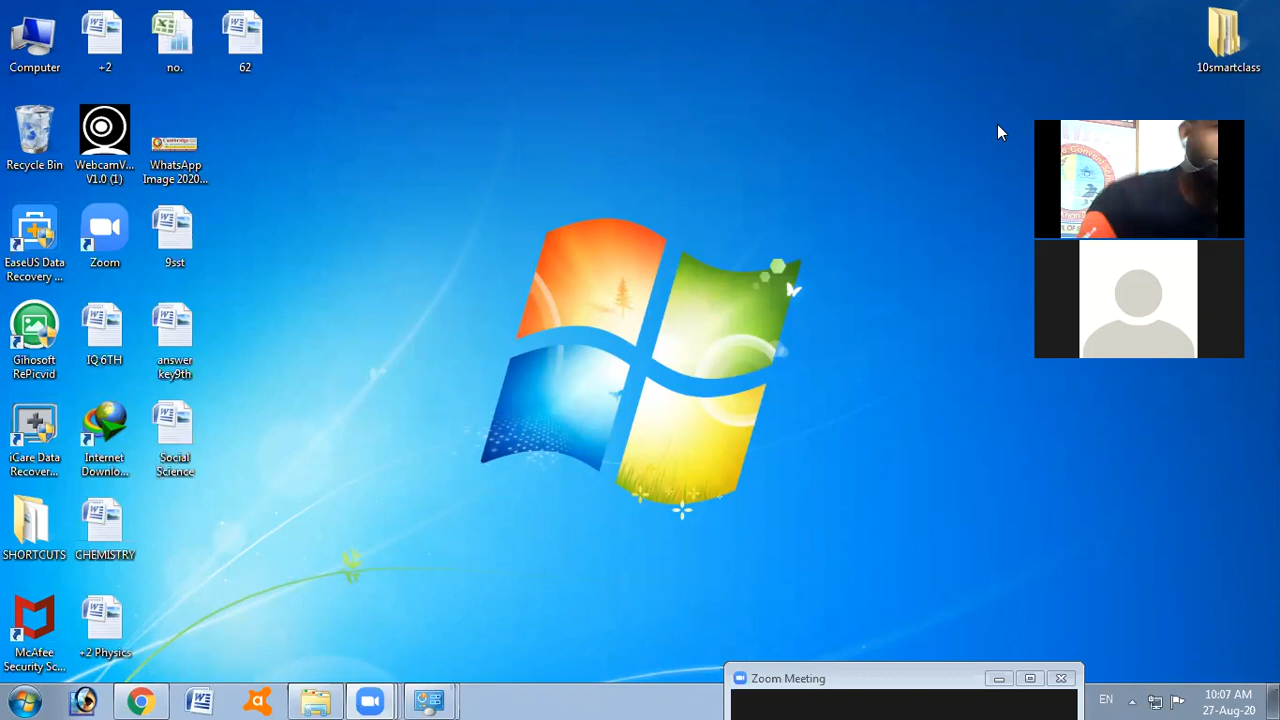 Computer
+2
no.
62
10smartclass
Recycle Bin
WebcamV...
V1.0 (1)
WhatsApp
Image 2020...
EaseUS Data
Recovery ...
Zoom
9sst
Gihosoft
RePicvid
IQ.6TH
answer
key9th
iCare Data
Recover...
Internet
Downlo...
Social
Science
SHORTCUTS
CHEMISTRY
McAfee
Security Sc...
+2 Physics
Zoom Meeting
EN
10:07 AM
27-Aug-20